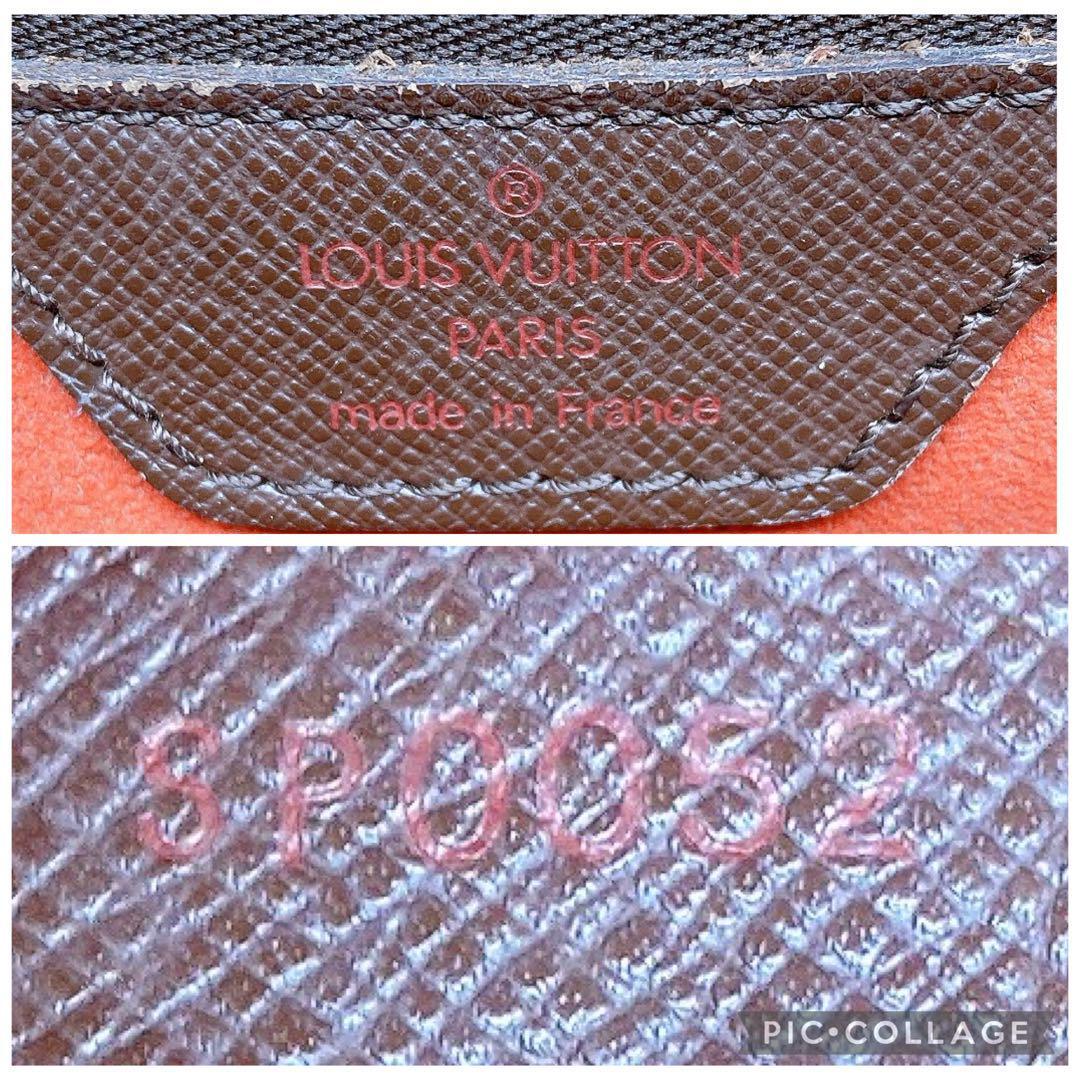 ®
LOUIS VUITTON
PARIS
made in France
SP0052
PIC•COLLAGE